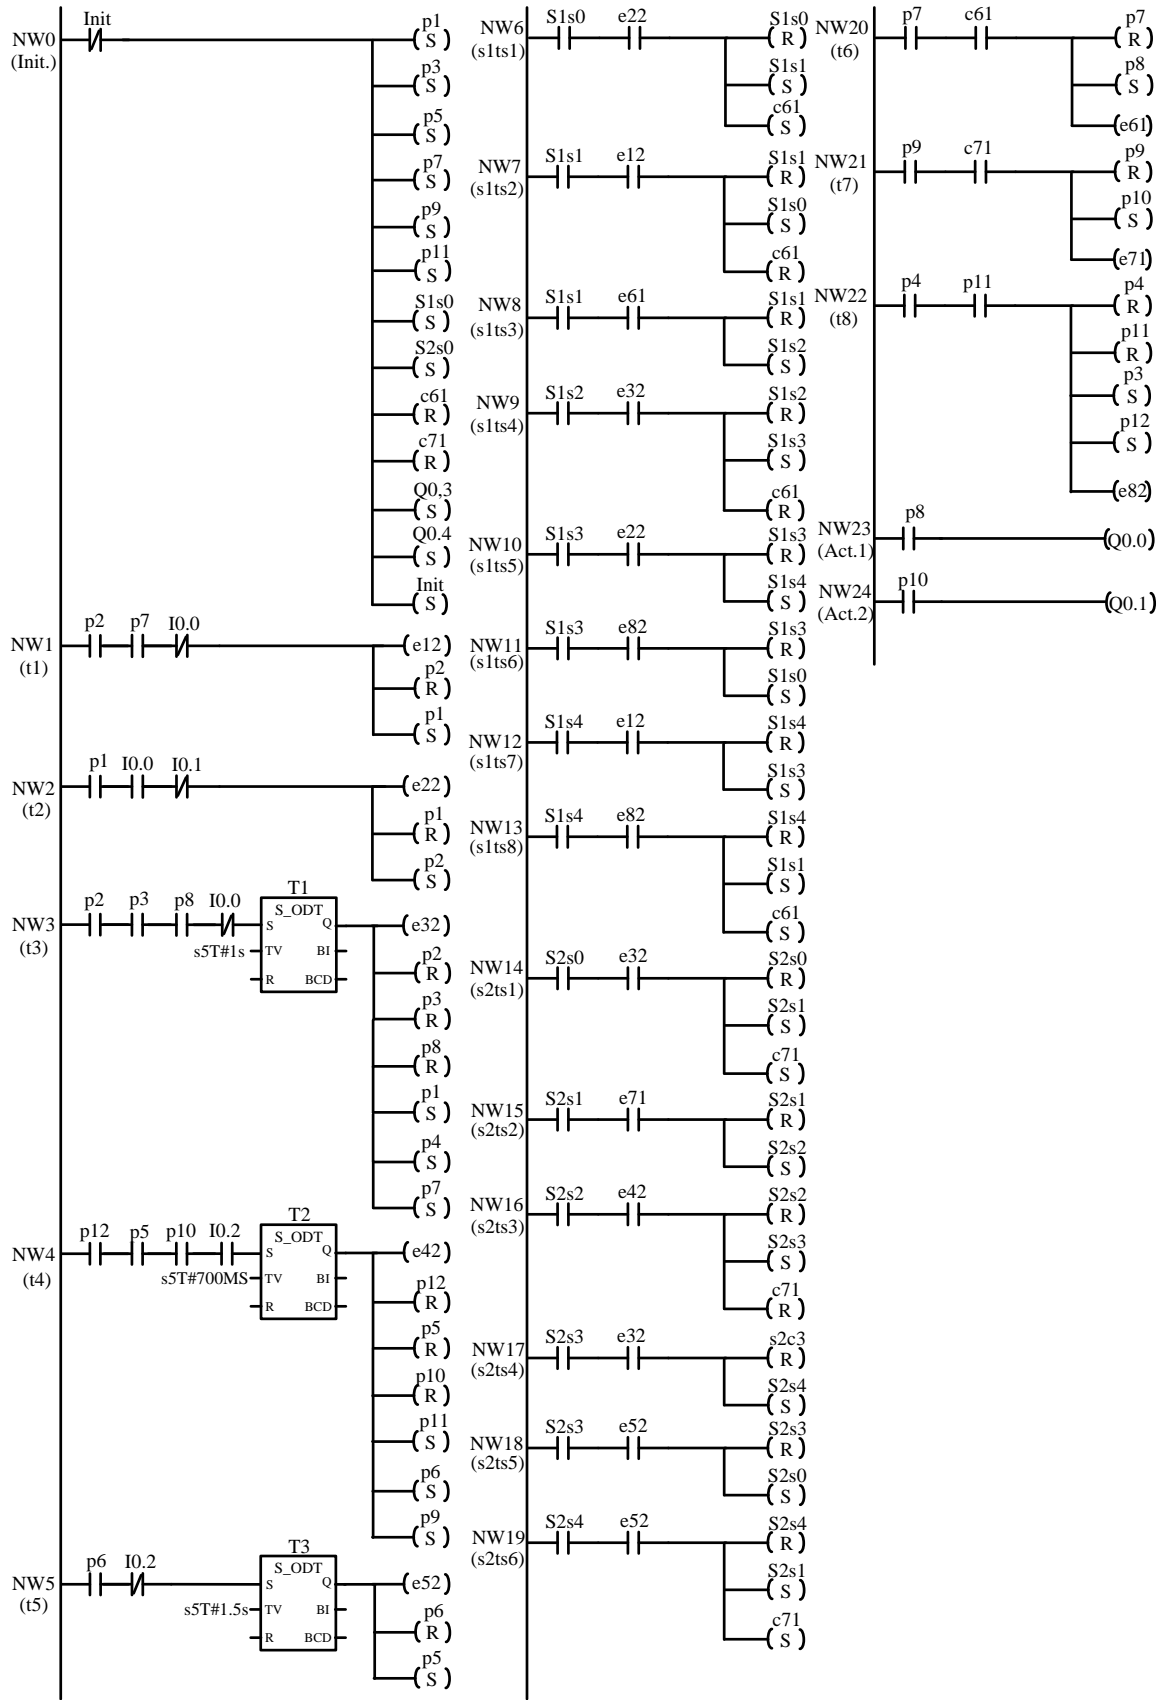 Init
NW0
(Init.)
p1
S
p3
S
p5
S
p7
S
p9
S
p11
S
S1s0
S
S2s0
S
c61
R
c71
R
Q0,3
S
Q0.4
S
Init
S
NW1
(t1)
p2 p7 I0.0
e12
p2
R
p1
S
NW2
(t2)
p1 I0.0 I0.1
e22
p1
R
p2
S
NW3
(t3)
p2 p3 p8 I0.0
T1
S_ODT
S Q
s5T#1s TV BI
R BCD
e32
p2
R
p3
R
p8
R
p1
S
p4
S
p7
S
NW4
(t4)
p12 p5 p10 I0.2
T2
S_ODT
S Q
s5T#700MS TV BI
R BCD
e42
p12
R
p5
R
p10
R
p11
S
p6
S
p9
S
NW5
(t5)
p6 I0.2
T3
S_ODT
S Q
s5T#1.5s TV BI
R BCD
e52
p6
R
p5
S
NW6
(s1ts1)
S1s0 e22
S1s0
R
S1s1
S
c61
S
NW7
(s1ts2)
S1s1 e12
S1s1
R
S1s0
S
c61
R
NW8
(s1ts3)
S1s1 e61
S1s1
R
S1s2
S
NW9
(s1ts4)
S1s2 e32
S1s2
R
S1s3
S
c61
R
NW10
(s1ts5)
S1s3 e22
S1s3
R
S1s4
S
NW11
(s1ts6)
S1s3 e82
S1s3
R
S1s0
S
NW12
(s1ts7)
S1s4 e12
S1s4
R
S1s3
S
NW13
(s1ts8)
S1s4 e82
S1s4
R
S1s1
S
c61
S
NW14
(s2ts1)
S2s0 e32
S2s0
R
S2s1
S
c71
S
NW15
(s2ts2)
S2s1 e71
S2s1
R
S2s2
S
NW16
(s2ts3)
S2s2 e42
S2s2
R
S2s3
S
c71
R
NW17
(s2ts4)
S2s3 e32
s2c3
R
S2s4
S
NW18
(s2ts5)
S2s3 e52
S2s3
R
S2s0
S
NW19
(s2ts6)
S2s4 e52
S2s4
R
S2s1
S
c71
S
NW20
(t6)
p7 c61
p7
R
p8
S
e61
NW21
(t7)
p9 c71
p9
R
p10
S
e71
NW22
(t8)
p4 p11
p4
R
p11
R
p3
S
p12
S
e82
NW23
(Act.1)
p8
Q0.0
NW24
(Act.2)
p10
Q0.1